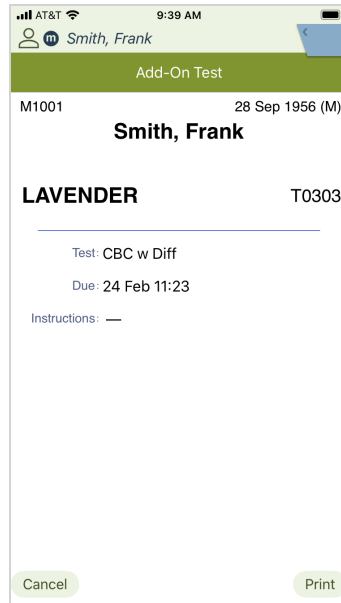 AT&T 9:39 AM
m Smith, Frank
Add-On Test
M1001 28 Sep 1956 (M)
Smith, Frank
LAVENDER T0303
Test: CBC w Diff
Due: 24 Feb 11:23
Instructions: —
Cancel Print